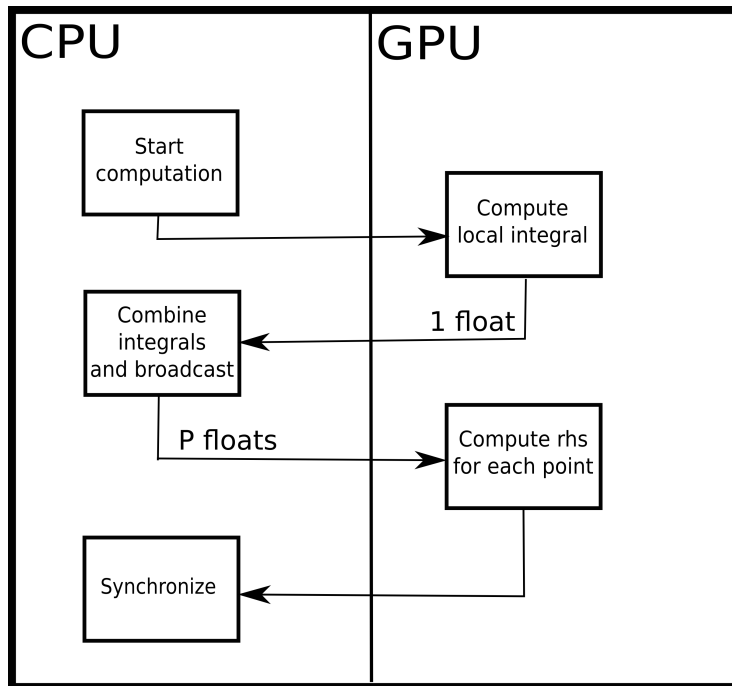 CPU
GPU
Start
computation
Compute
local integral
1 float
Combine
integrals
and broadcast
P floats
Compute rhs
for each point
Synchronize